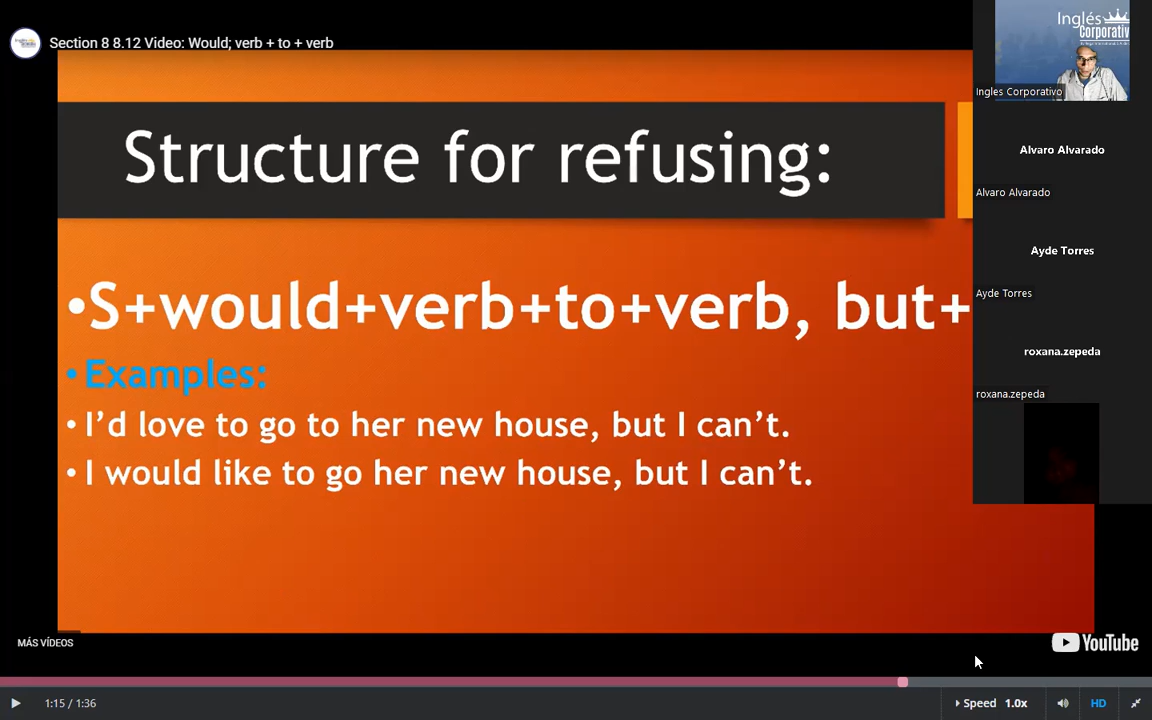 Section 8 8.12 Video: Would; verb + to + verb
Structure for refusing:
•S+would+verb+to+verb, but+
• Examples:
• I'd love to go to her new house, but I can't.
• I would like to go her new house, but I can't.
Inglés
Corporativ
Ingles Corporativo
Alvaro Alvarado
Alvaro Alvarado
Ayde Torres
Ayde Torres
roxana.zepeda
roxana.zepeda
MÁS VÍDEOS
YouTube
1:15 / 1:36
Speed 1.0x
HD